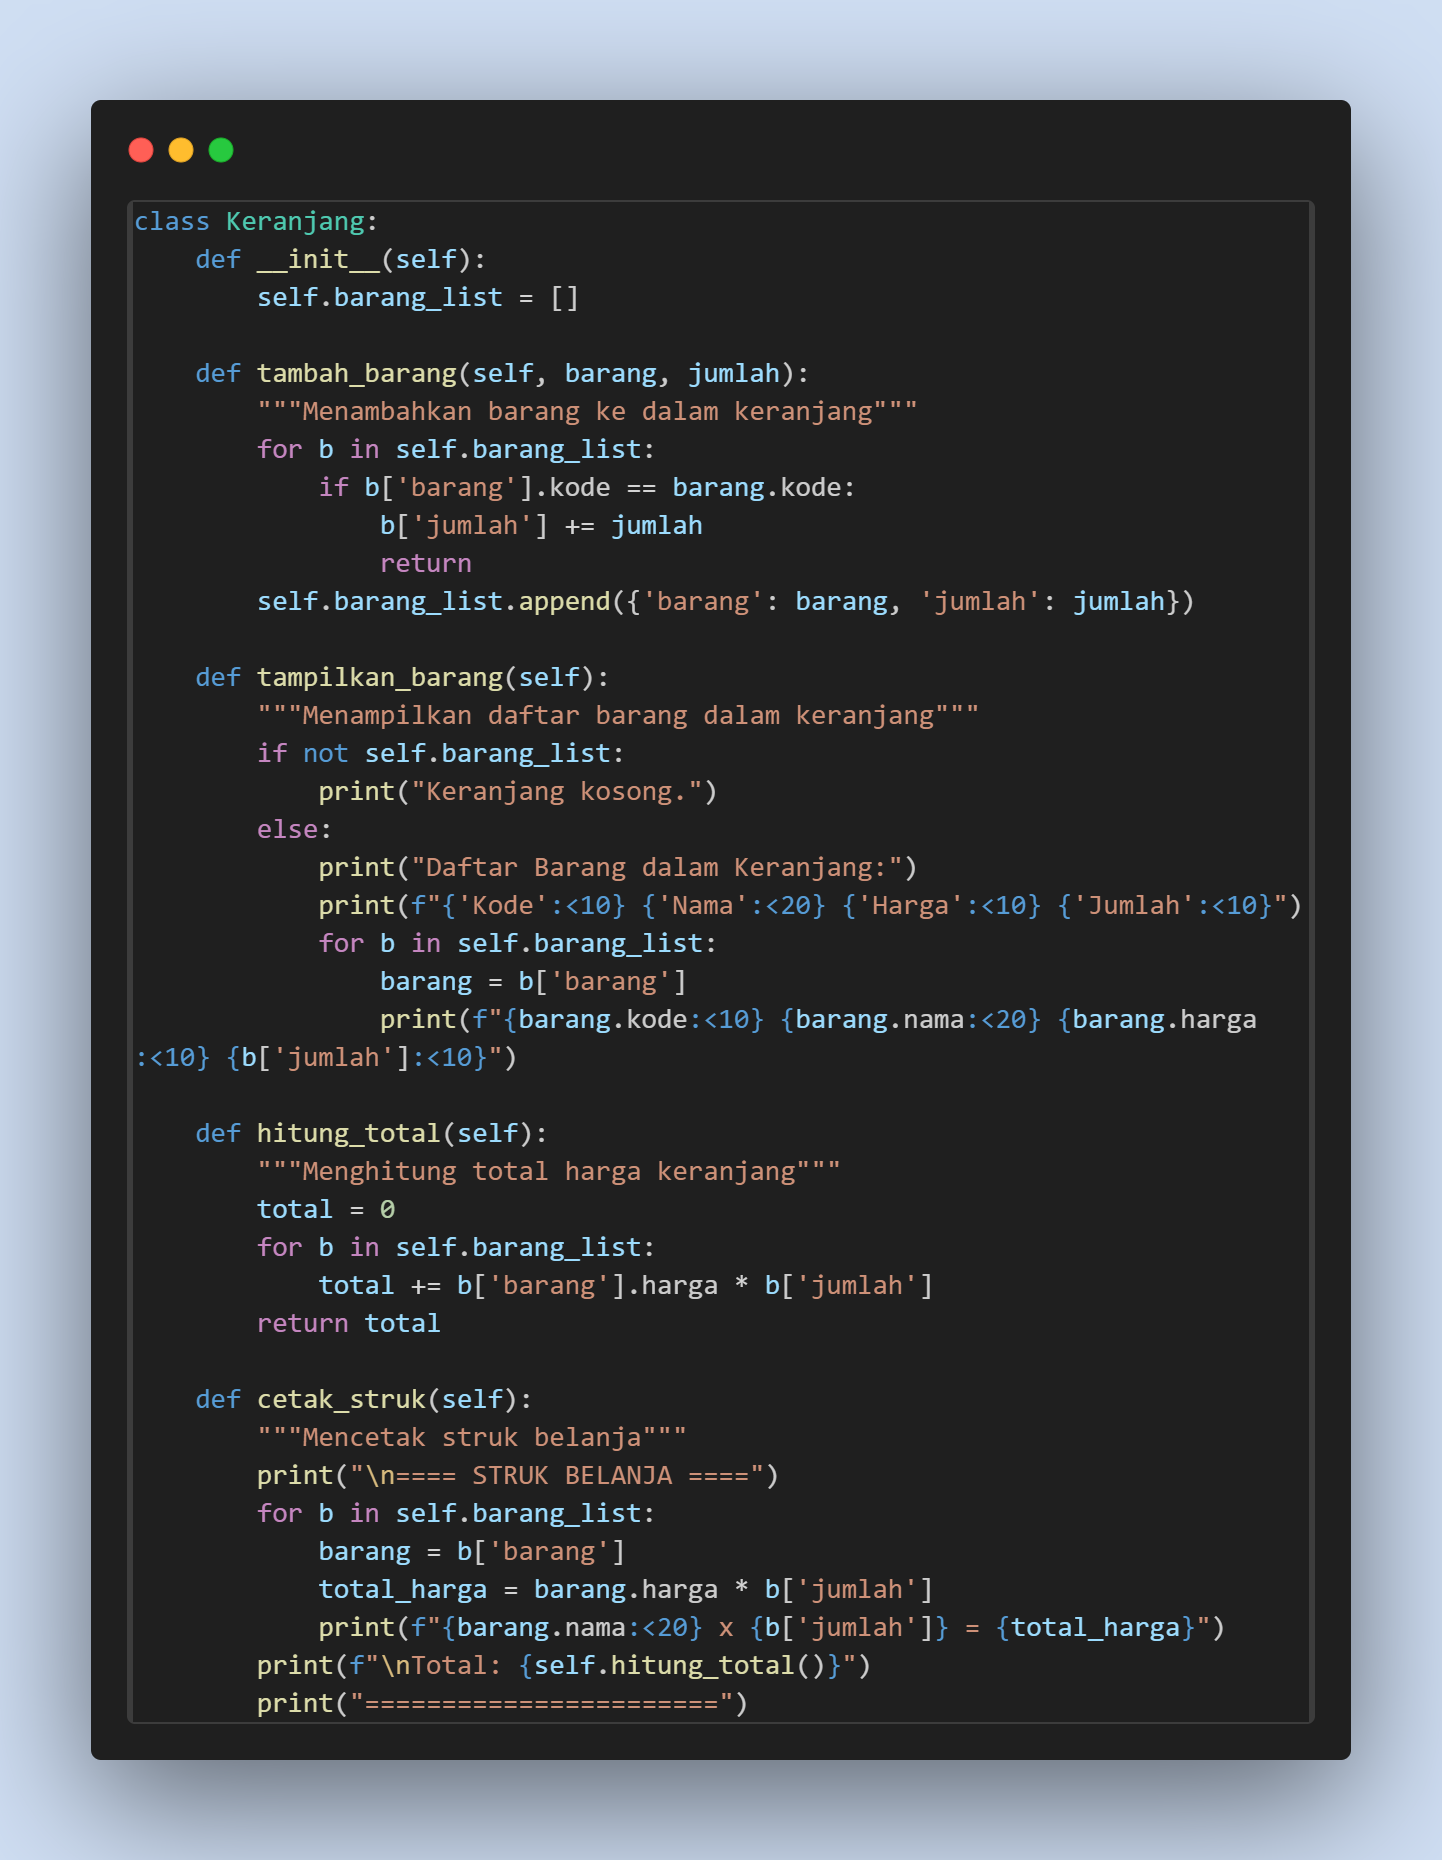 class Keranjang:
    def __init__(self):
        self.barang_list = []

    def tambah_barang(self, barang, jumlah):
        """Menambahkan barang ke dalam keranjang"""
        for b in self.barang_list:
            if b['barang'].kode == barang.kode:
                b['jumlah'] += jumlah
                return
        self.barang_list.append({'barang': barang, 'jumlah': jumlah})

    def tampilkan_barang(self):
        """Menampilkan daftar barang dalam keranjang"""
        if not self.barang_list:
            print("Keranjang kosong.")
        else:
            print("Daftar Barang dalam Keranjang:")
            print(f"{'Kode':<10} {'Nama':<20} {'Harga':<10} {'Jumlah':<10}")
            for b in self.barang_list:
                barang = b['barang']
                print(f"{barang.kode:<10} {barang.nama:<20} {barang.harga
:<10} {b['jumlah']:<10}")

    def hitung_total(self):
        """Menghitung total harga keranjang"""
        total = 0
        for b in self.barang_list:
            total += b['barang'].harga * b['jumlah']
        return total

    def cetak_struk(self):
        """Mencetak struk belanja"""
        print("\n==== STRUK BELANJA ====")
        for b in self.barang_list:
            barang = b['barang']
            total_harga = barang.harga * b['jumlah']
            print(f"{barang.nama:<20} x {b['jumlah']} = {total_harga}")
        print(f"\nTotal: {self.hitung_total()}")
        print("=======================")